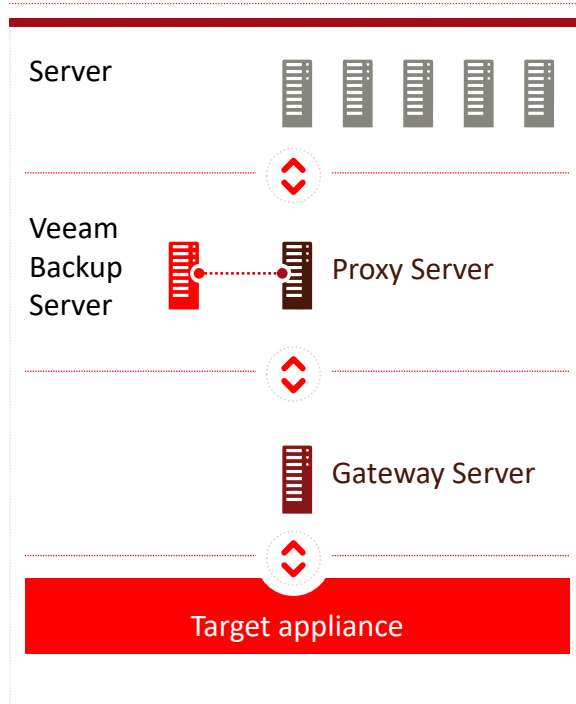 Server
Veeam
Backup
Server
Proxy Server
Gateway Server
Target appliance